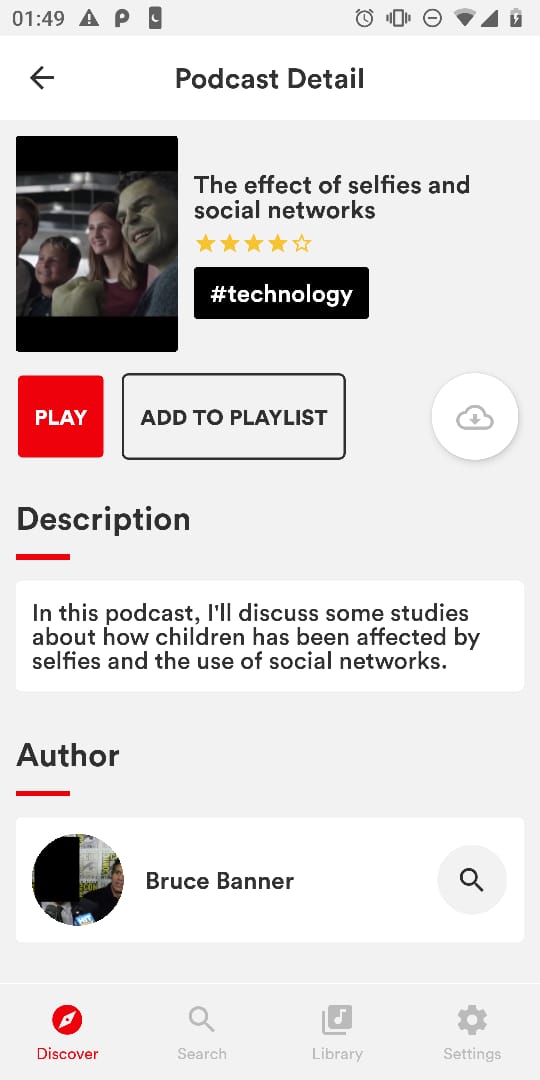 01:49
Podcast Detail
The effect of selfies and
social networks
#technology
PLAY
ADD TO PLAYLIST
Description
In this podcast, I'll discuss some studies
about how children has been affected by
selfies and the use of social networks.
Author
Bruce Banner
Discover
Search
Library
Settings